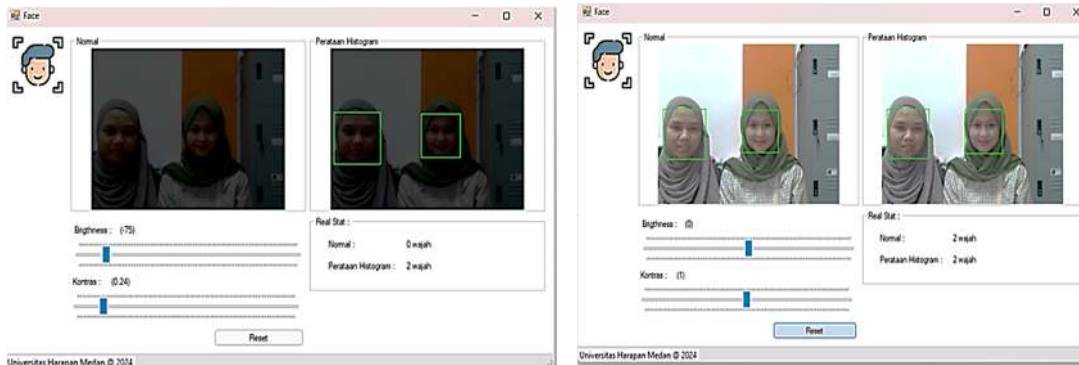 Face
Normal
Perataan Histogram
Brigthness : (-75)
Kontras : (0.24)
Reset
Real Stat :
Normal : 0 wajah
Perataan Histogram : 2 wajah
Universitas Harapan Medan @ 2024
Face
Normal
Perataan Histogram
Brigthness : (0)
Kontras : (1)
Reset
Real Stat :
Normal : 2 wajah
Perataan Histogram : 2 wajah
Universitas Harapan Medan @ 2024